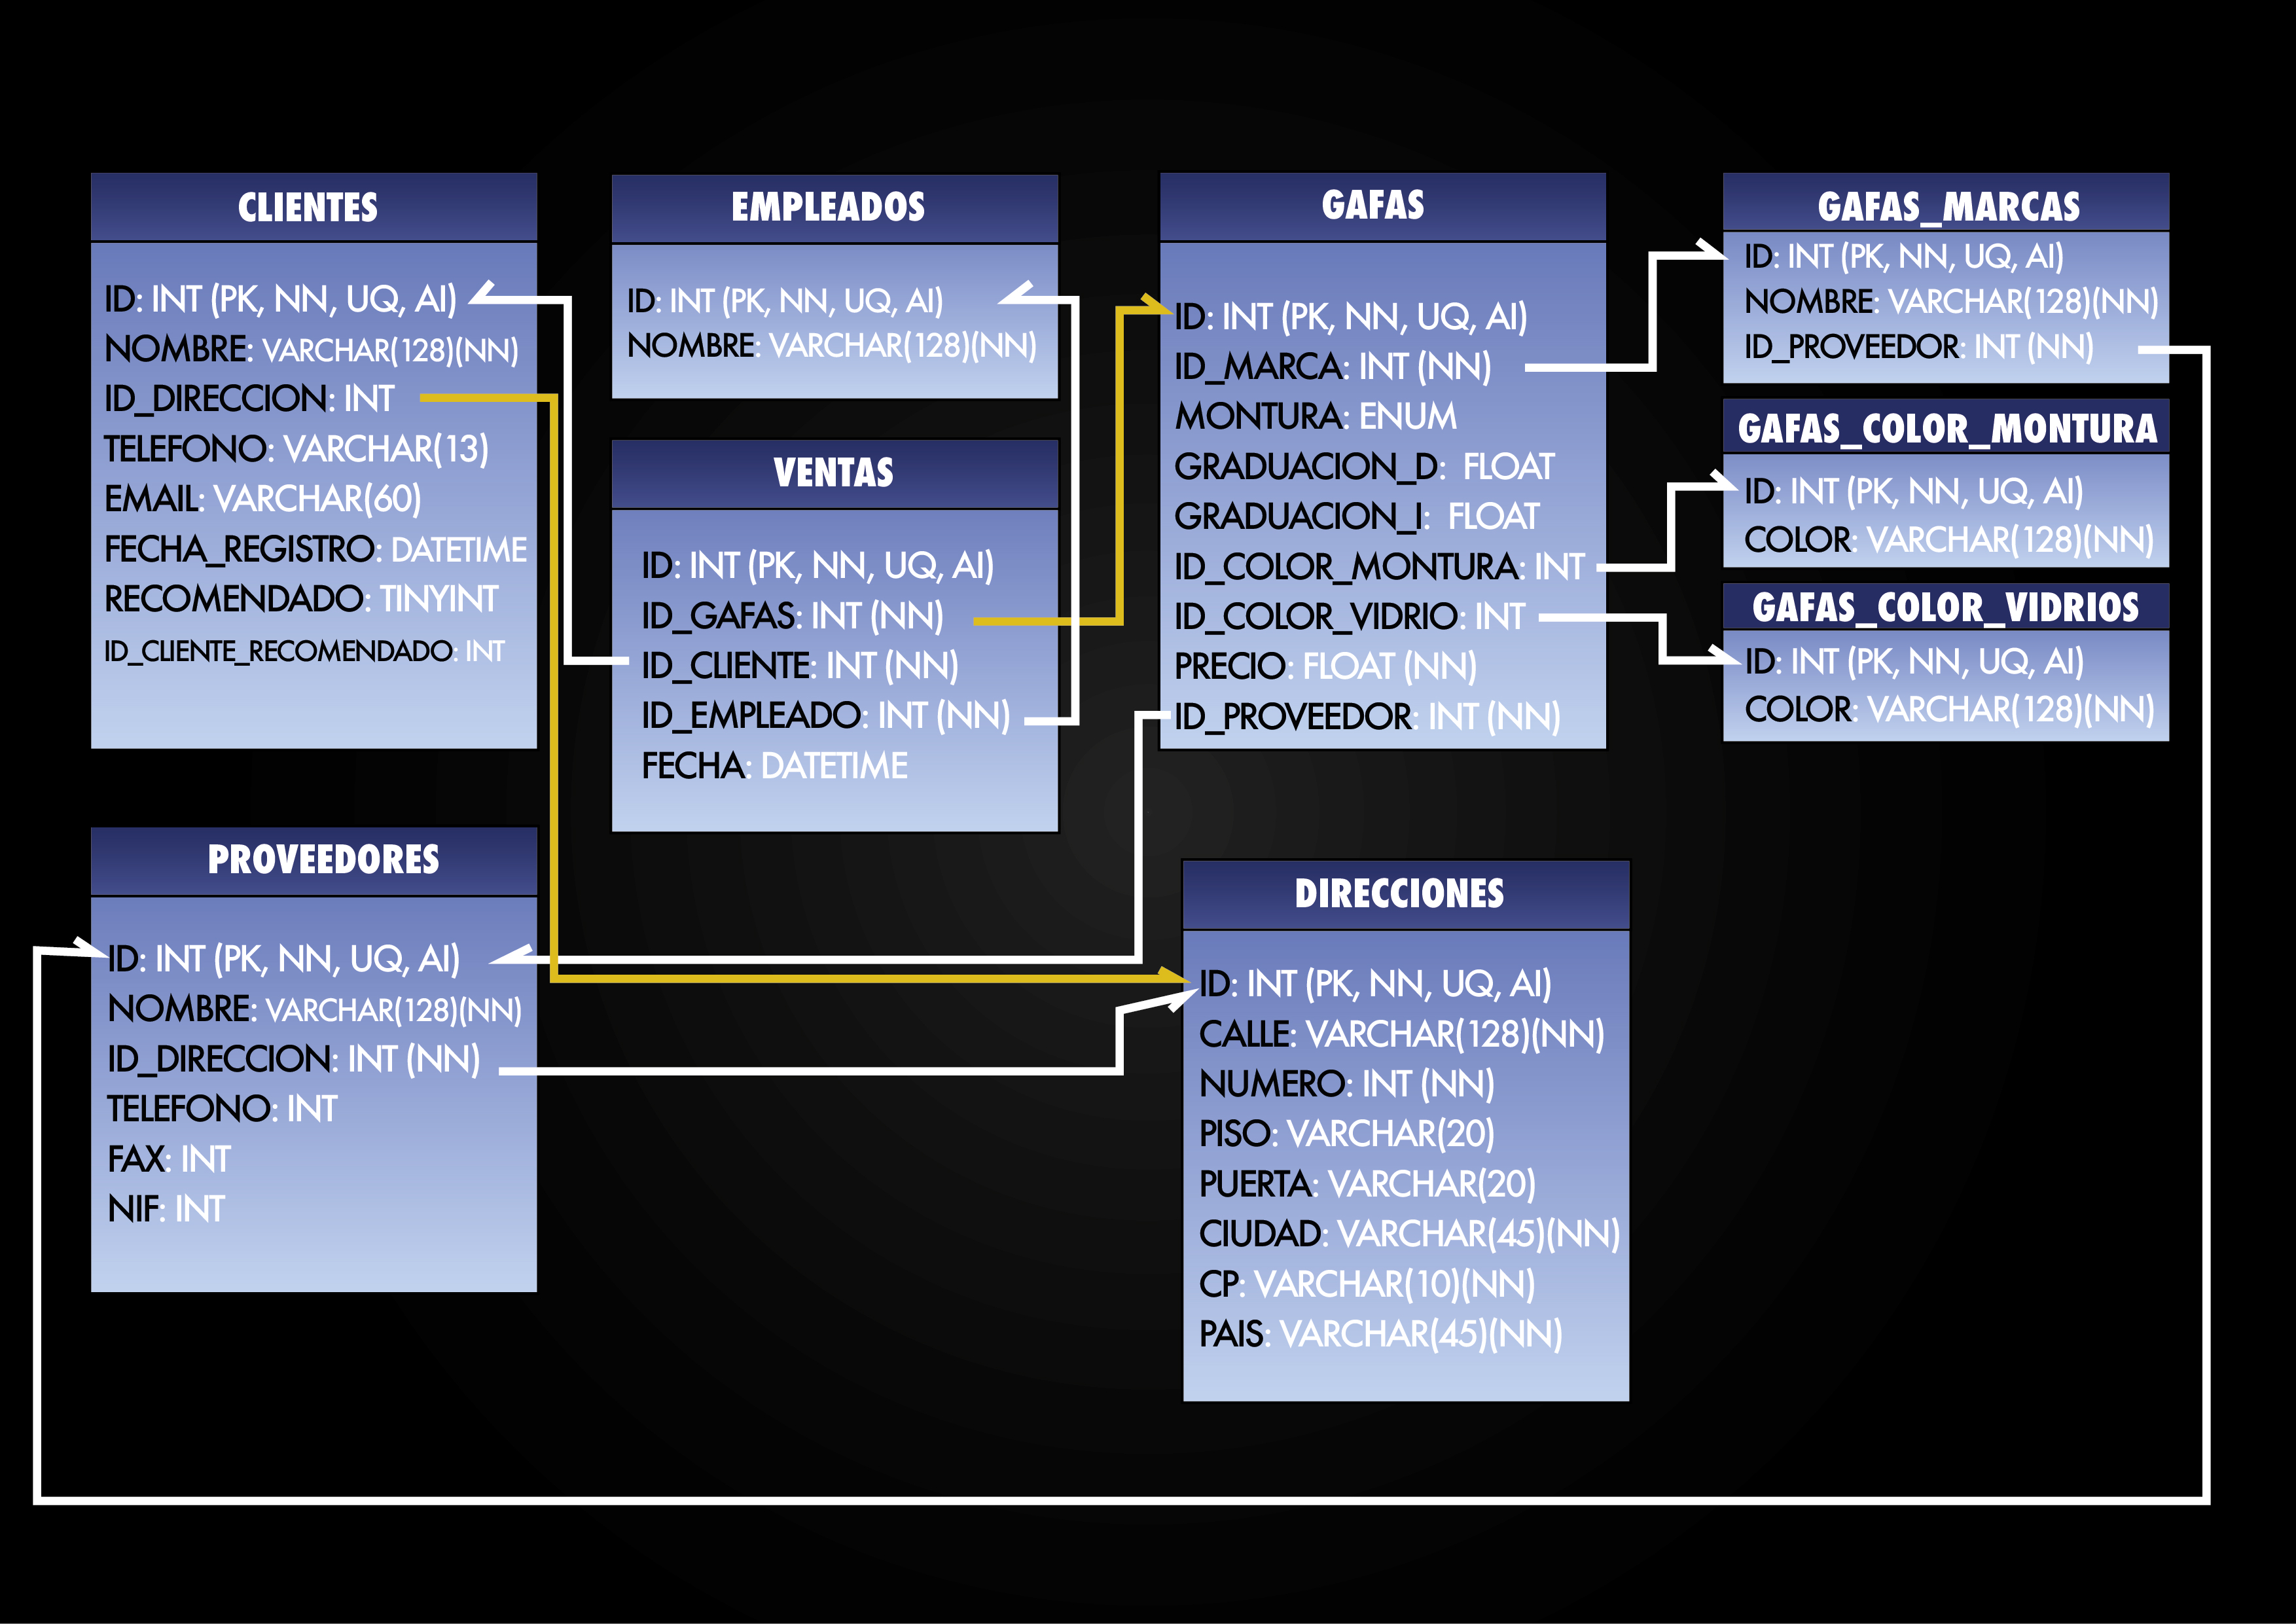 CLIENTES
ID: INT (PK, NN, UQ, AI)
NOMBRE: VARCHAR(128)(NN)
ID_DIRECCION: INT
TELEFONO: VARCHAR(13)
EMAIL: VARCHAR(60)
FECHA_REGISTRO: DATETIME
RECOMENDADO: TINYINT
ID_CLIENTE_RECOMENDADO: INT
EMPLEADOS
ID: INT (PK, NN, UQ, AI)
NOMBRE: VARCHAR(128)(NN)
VENTAS
ID: INT (PK, NN, UQ, AI)
ID_GAFAS: INT (NN)
ID_CLIENTE: INT (NN)
ID_EMPLEADO: INT (NN)
FECHA: DATETIME
GAFAS
ID: INT (PK, NN, UQ, AI)
ID_MARCA: INT (NN)
MONTURA: ENUM
GRADUACION_D: FLOAT
GRADUACION_I: FLOAT
ID_COLOR_MONTURA: INT
ID_COLOR_VIDRIO: INT
PRECIO: FLOAT (NN)
ID_PROVEEDOR: INT (NN)
GAFAS_MARCAS
ID: INT (PK, NN, UQ, AI)
NOMBRE: VARCHAR(128)(NN)
ID_PROVEEDOR: INT (NN)
GAFAS_COLOR_MONTURA
ID: INT (PK, NN, UQ, AI)
COLOR: VARCHAR(128)(NN)
GAFAS_COLOR_VIDRIOS
ID: INT (PK, NN, UQ, AI)
COLOR: VARCHAR(128)(NN)
PROVEEDORES
ID: INT (PK, NN, UQ, AI)
NOMBRE: VARCHAR(128)(NN)
ID_DIRECCION: INT (NN)
TELEFONO: INT
FAX: INT
NIF: INT
DIRECCIONES
ID: INT (PK, NN, UQ, AI)
CALLE: VARCHAR(128)(NN)
NUMERO: INT (NN)
PISO: VARCHAR(20)
PUERTA: VARCHAR(20)
CIUDAD: VARCHAR(45)(NN)
CP: VARCHAR(10)(NN)
PAIS: VARCHAR(45)(NN)